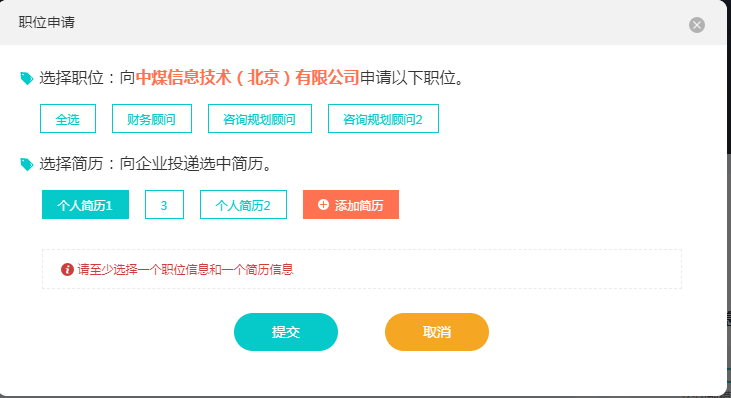 职位申请
选择职位：向中煤信息技术（北京）有限公司申请以下职位。
全选 财务顾问 咨询规划顾问 咨询规划顾问2
选择简历：向企业投递选中简历。
个人简历1 3 个人简历2 添加简历
请至少选择一个职位信息和一个简历信息
提交 取消